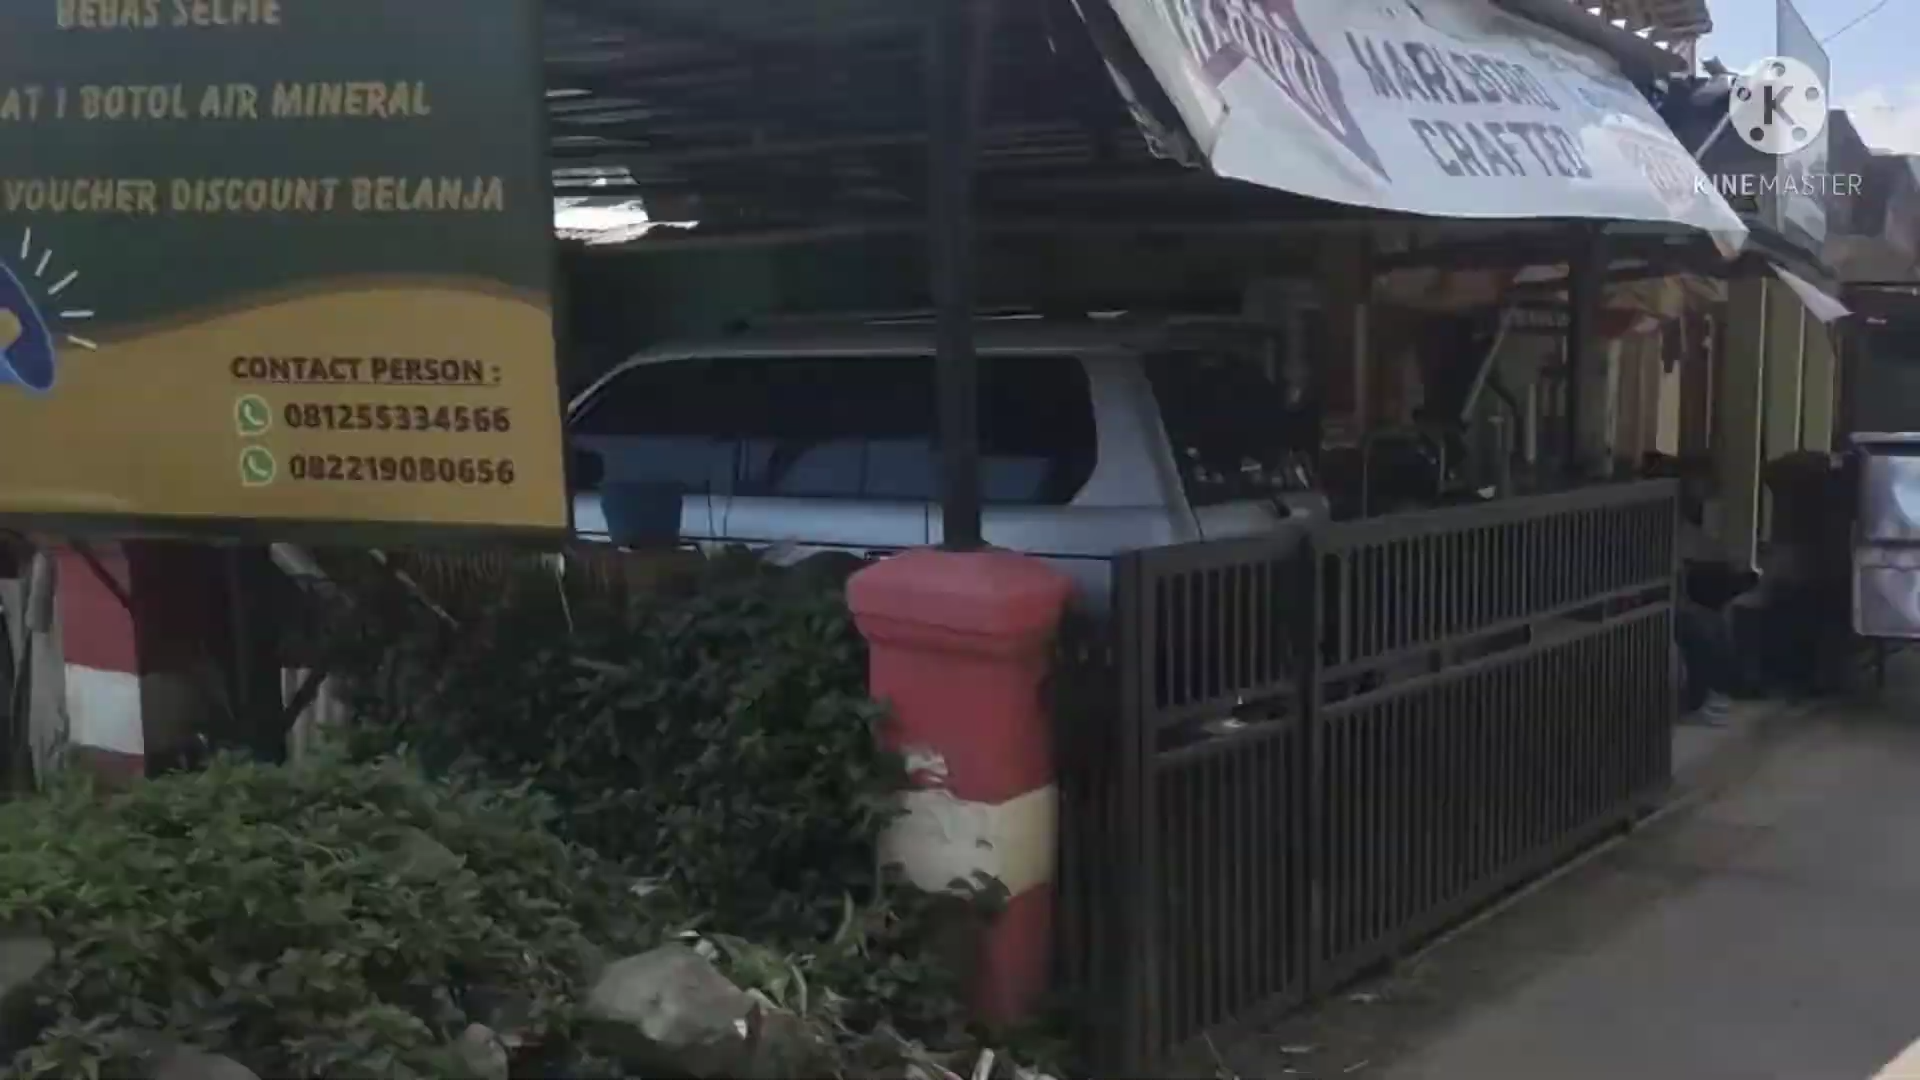 BEBAS SELFIE
AT 1 BOTOL AIR MINERAL
VOUCHER DISCOUNT BELANJA
CONTACT PERSON :
081255334566
082219080656
MARLBORO
CRAFTED
K
KINEMASTER